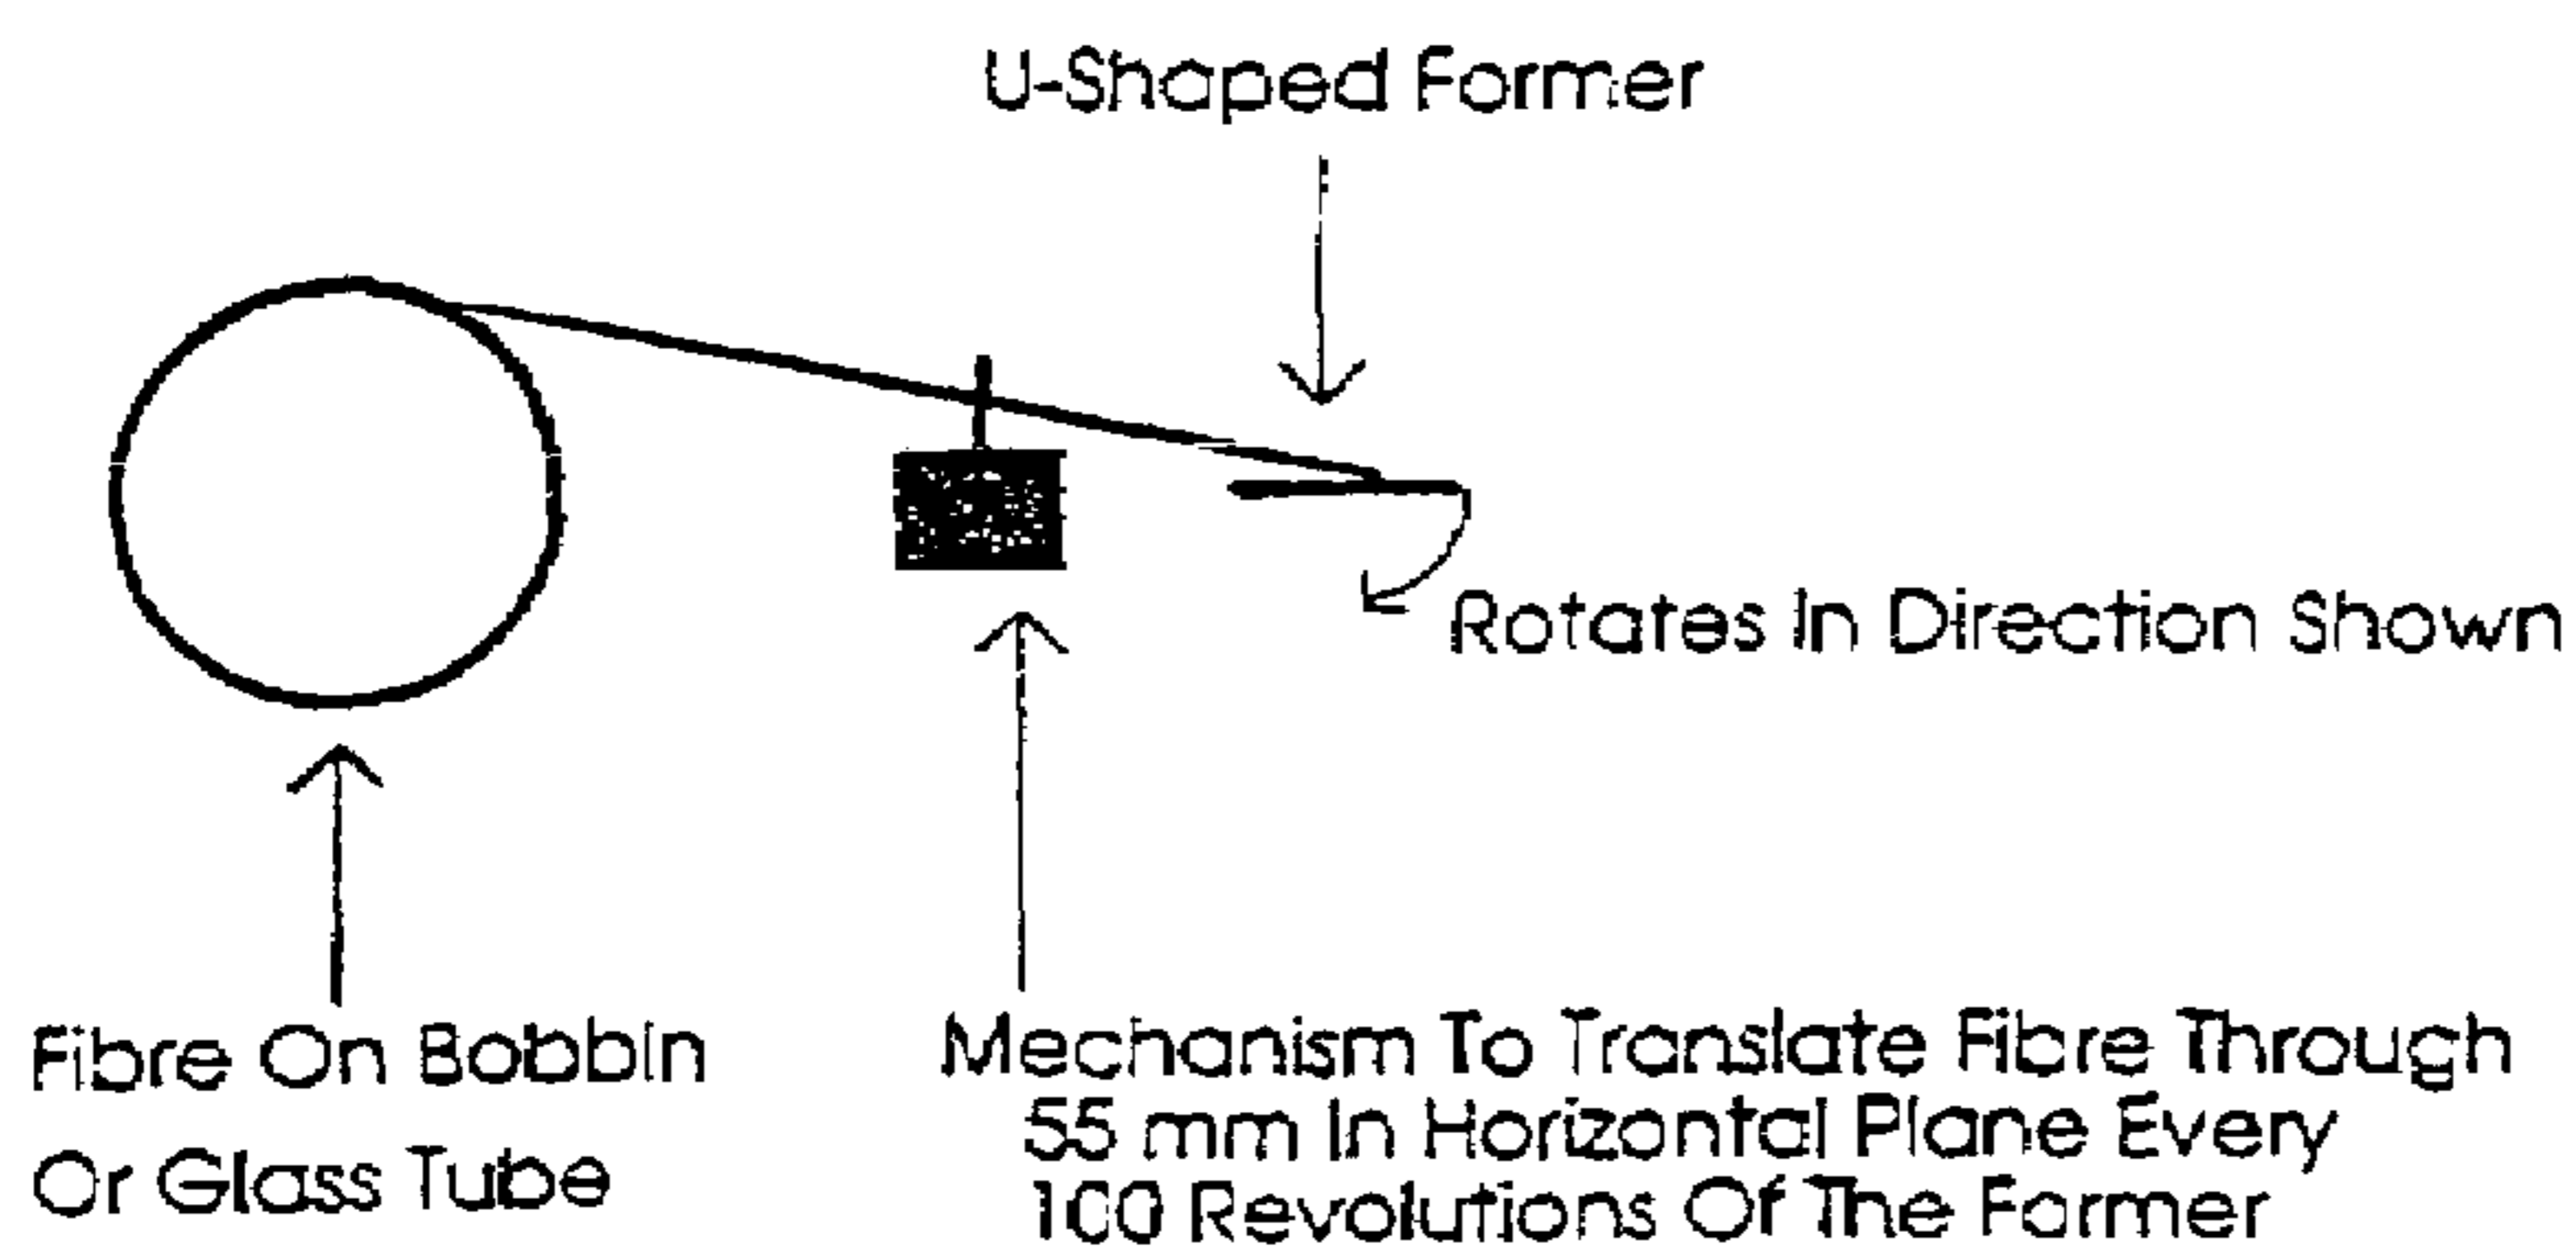 U-Shaped Former
Rotates In Direction Shown
Fibre On Bobbin
Or Glass Tube
Mechanism To Translate Fibre Through
55 mm In Horizontal Plane Every
100 Revolutions Of The Former